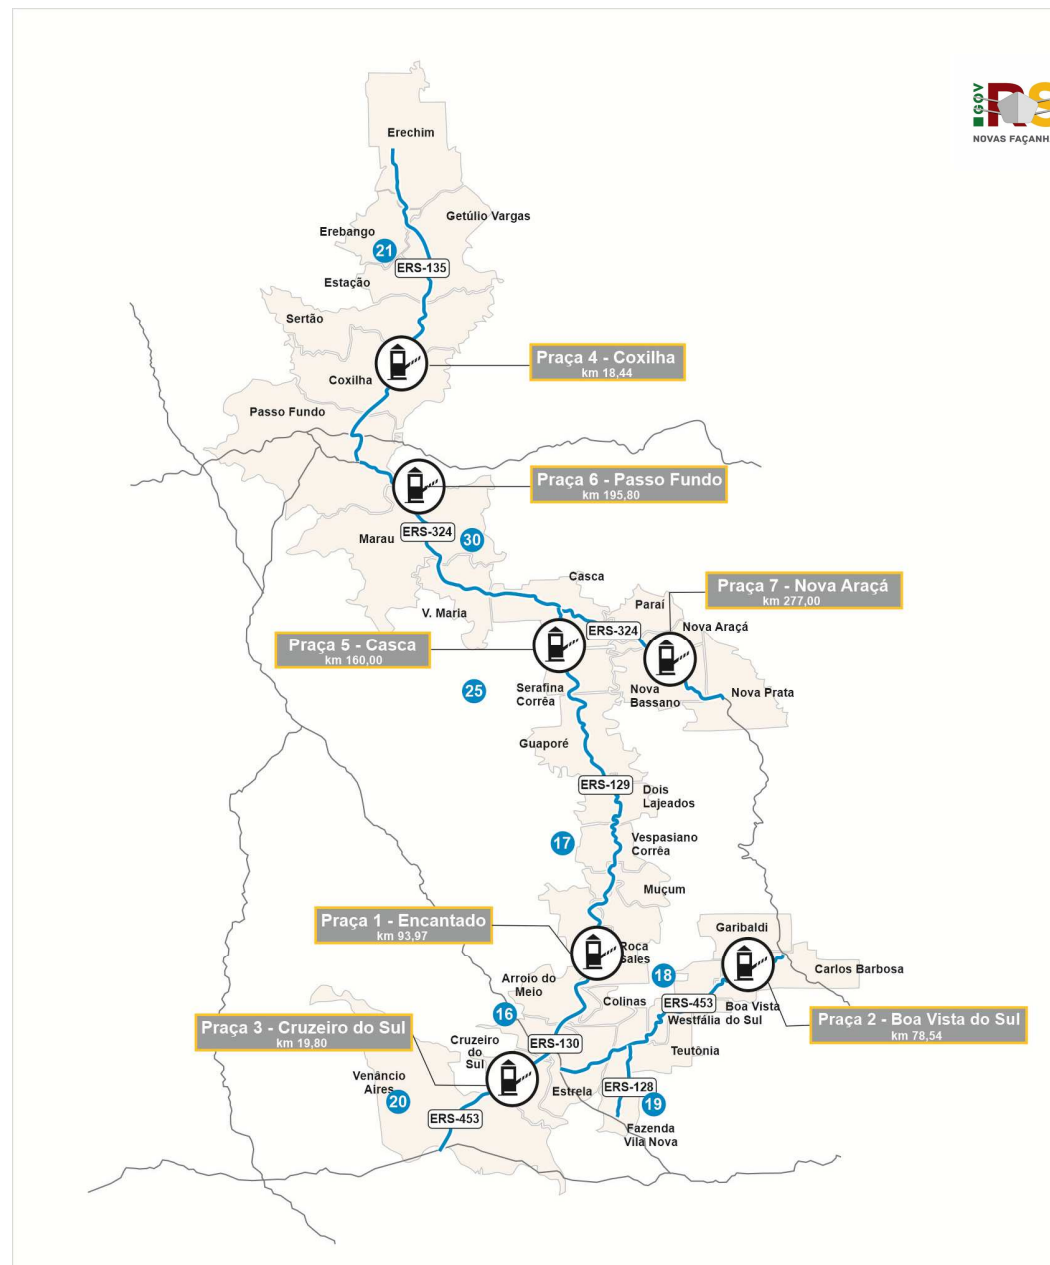 .GOV
RS
NOVAS FAÇANH
Erechim
Getúlio Vargas
Erebango
21
ERS-135
Estação
Sertão
Praça 4 - Coxilha
km 18,44
Coxilha
Passo Fundo
Praça 6 - Passo Fundo
km 195,80
ERS-324
Marau
30
Casca
Praça 7 - Nova Araçá
km 277,00
Paraí
V. Maria
Nova Araçá
ERS-324
Praça 5 - Casca
km 160,00
25
Serafina
Corrêa
Nova
Bassano
Nova Prata
Guaporé
ERS-129
Dois
Lajeados
17
Vespasiano
Corrêa
Muçum
Praça 1 - Encantado
km 93,97
Garibaldi
Roca
Sales
Carlos Barbosa
18
Arroio do
Meio
Colinas
ERS-453
Boa Vista
do Sul
Westfália
16
Praça 2 - Boa Vista do Sul
km 78,54
Praça 3 - Cruzeiro do Sul
km 19,80
Cruzeiro
do
Sul
ERS-130
Teutônia
Venâncio
Aires
20
Estrela
ERS-128
19
ERS-453
Fazenda
Vila Nova